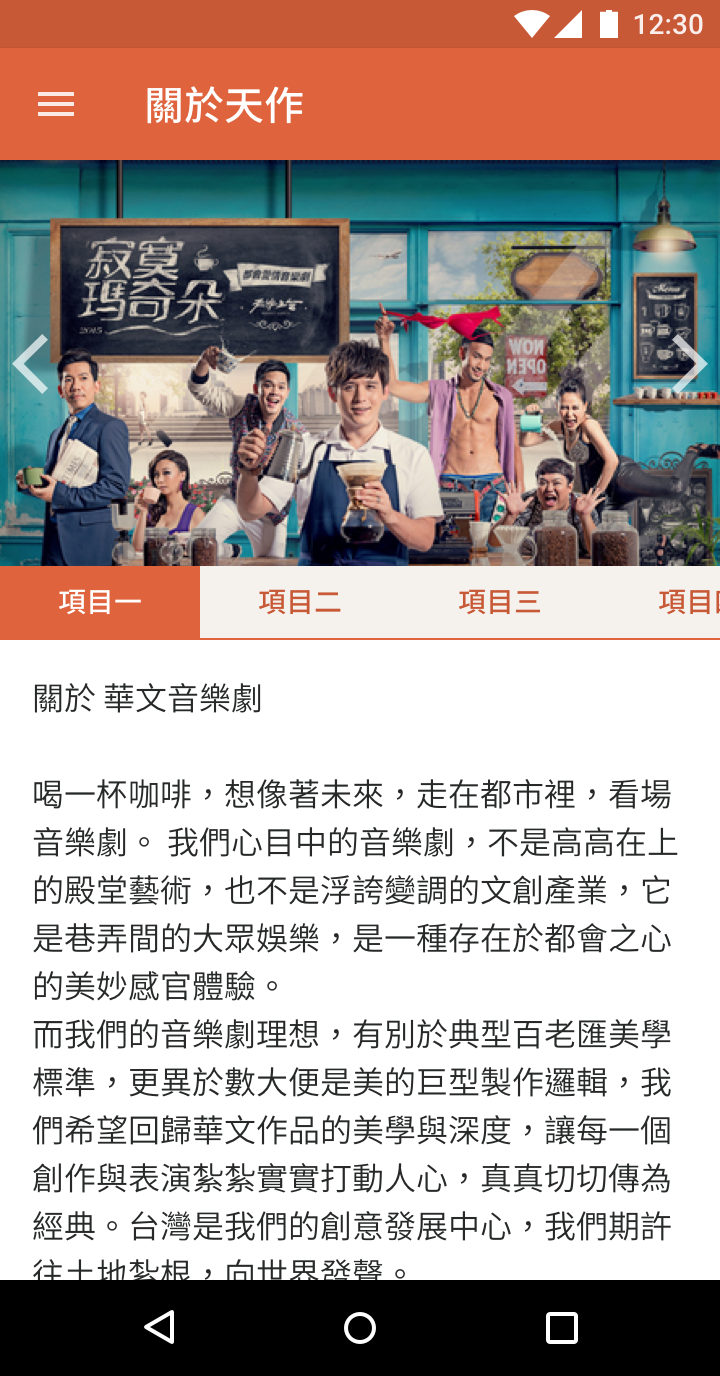 12:30
關於天作
寂寞
瑪奇朵
都會愛情音樂劇
2015
Menu
NOW
OPEN
項目一
項目二
項目三
關於 華文音樂劇
喝一杯咖啡，想像著未來，走在都市裡，看場
音樂劇。 我們心目中的音樂劇，不是高高在上
的殿堂藝術，也不是浮誇變調的文創產業，它
是巷弄間的大眾娛樂，是一種存在於都會之心
的美妙感官體驗。
而我們的音樂劇理想，有別於典型百老匯美學
標準，更異於數大便是美的巨型製作邏輯，我
們希望回歸華文作品的美學與深度，讓每一個
創作與表演紮紮實實打動人心，真真切切傳為
經典。台灣是我們的創意發展中心，我們期許
往土地紮根，向世界發聲。